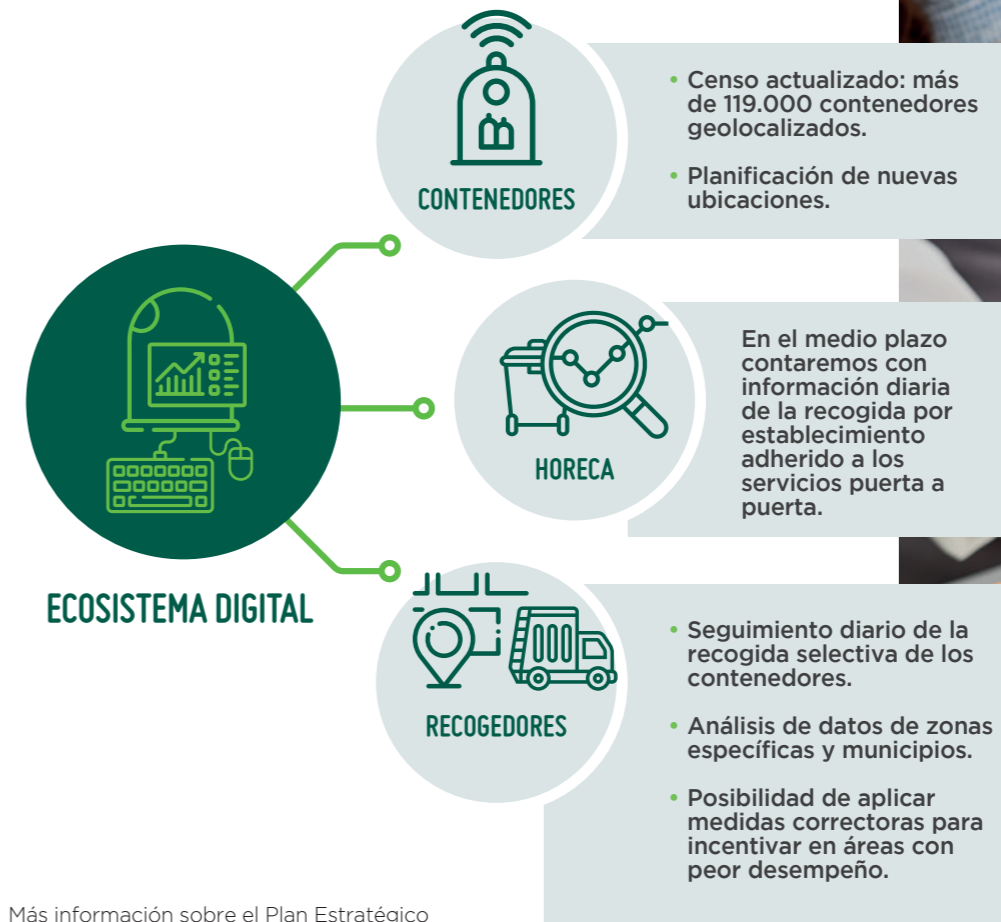 CONTENEDORES
• Censo actualizado: más
de 119.000 contenedores
geolocalizados.
• Planificación de nuevas
ubicaciones.
ECOSISTEMA DIGITAL
HORECA
En el medio plazo
contaremos con
información diaria
de la recogida por
establecimiento
adherido a los
servicios puerta a
puerta.
RECOGEDORES
• Seguimiento diario de la
recogida selectiva de los
contenedores.
• Análisis de datos de zonas
específicas y municipios.
• Posibilidad de aplicar
medidas correctoras para
incentivar en áreas con
peor desempeño.
Más información sobre el Plan Estratégico